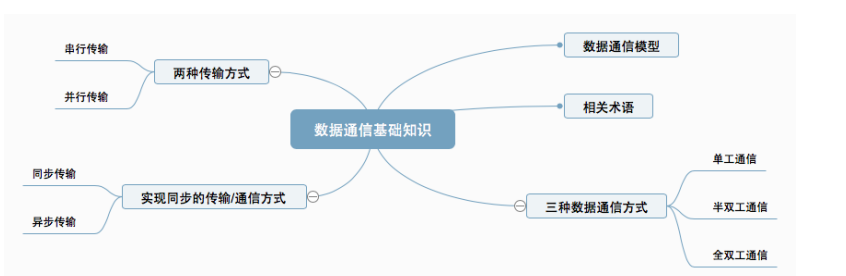 数据通信基础知识
数据通信模型
相关术语
三种数据通信方式
单工通信
半双工通信
全双工通信
两种传输方式
串行传输
并行传输
实现同步的传输/通信方式
同步传输
异步传输